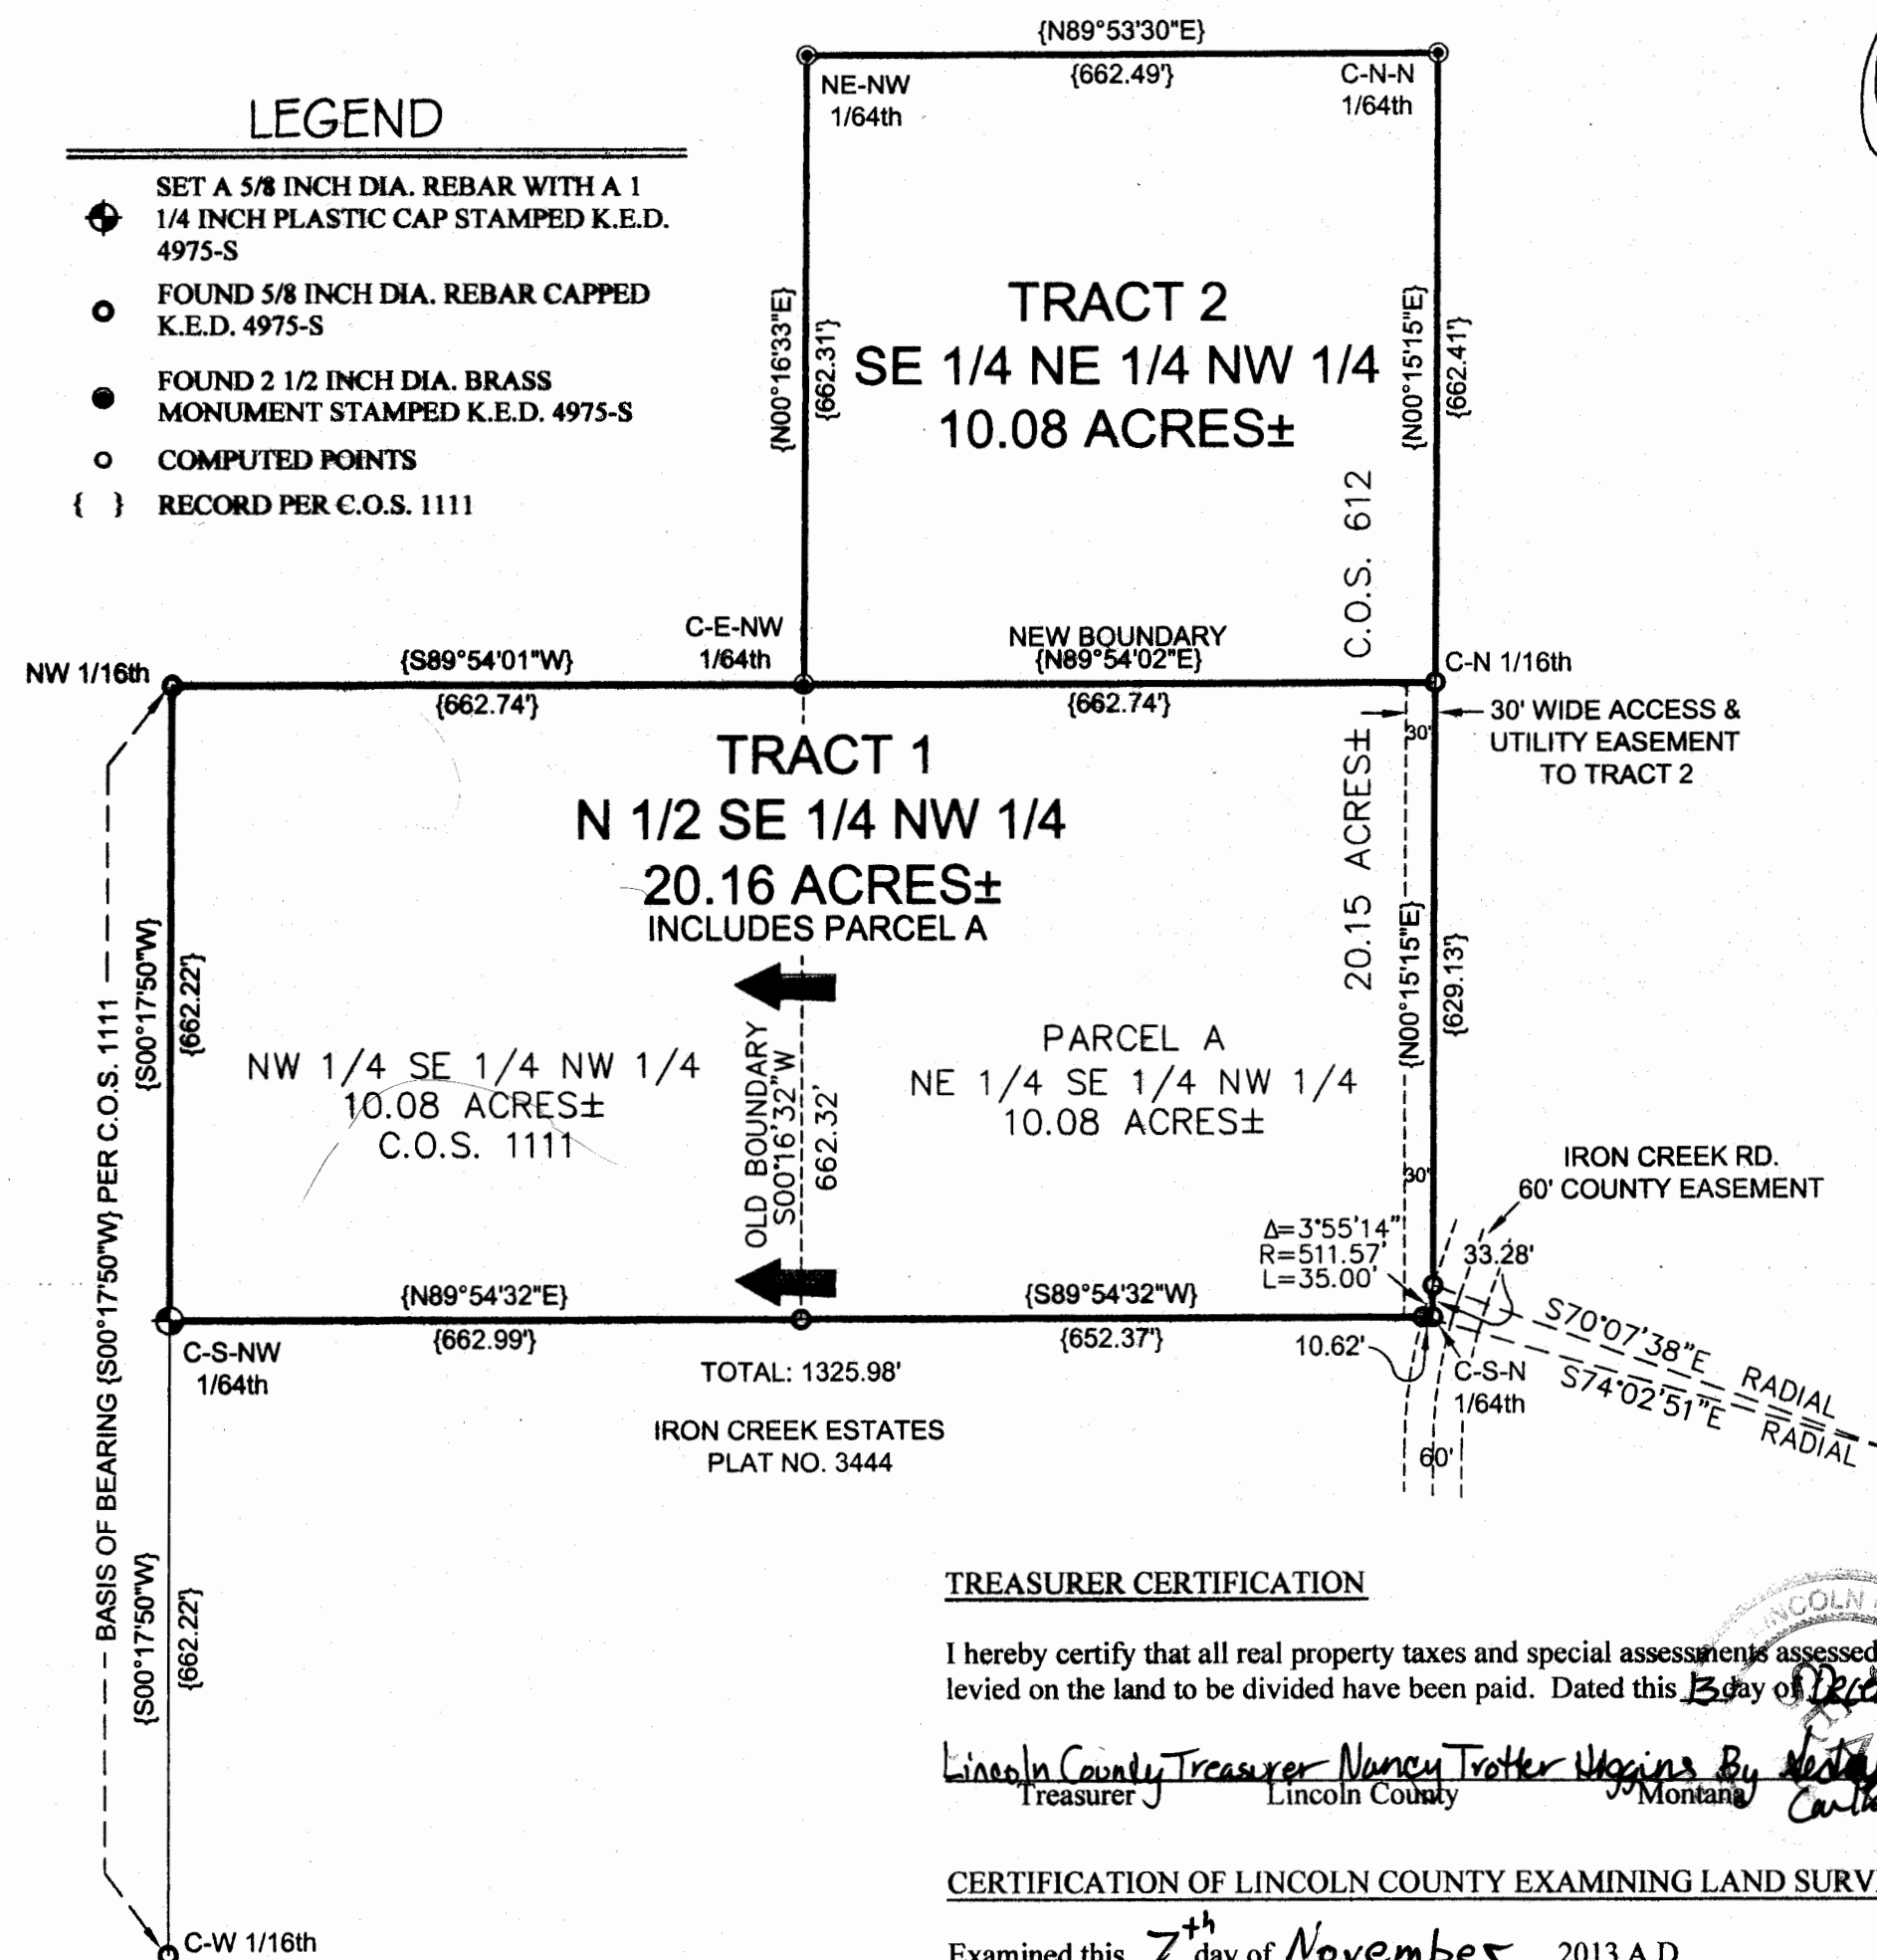 {N89°53'30"E}
{662.49'}
NE-NW
1/64th
C-N-N
1/64th
LEGEND
SET A 5/8 INCH DIA. REBAR WITH A 1
1/4 INCH PLASTIC CAP STAMPED K.E.D.
4975-S
FOUND 5/8 INCH DIA. REBAR CAPPED
K.E.D. 4975-S
FOUND 2 1/2 INCH DIA. BRASS
MONUMENT STAMPED K.E.D. 4975-S
COMPUTED POINTS
{ } RECORD PER C.O.S. 1111
{N00°16'33"E}
{662.31'}
TRACT 2
SE 1/4 NE 1/4 NW 1/4
10.08 ACRES±
{N00°15'15"E}
{662.41'}
C.O.S. 612
20.15 ACRES±
C-E-NW
1/64th
NEW BOUNDARY
{N89°54'02"E}
{662.74'}
NW 1/16th
{S89°54'01"W}
{662.74'}
C-N 1/16th
30' WIDE ACCESS &
UTILITY EASEMENT
TO TRACT 2
30'
TRACT 1
N 1/2 SE 1/4 NW 1/4
20.16 ACRES±
INCLUDES PARCEL A
{S00°17'50"W}
{662.22'}
{N00°15'15"E}
{629.13'}
BASIS OF BEARING {S00°17'50"W} PER C.O.S. 1111
NW 1/4 SE 1/4 NW 1/4
10.08 ACRES±
C.O.S. 1111
OLD BOUNDARY
S00°16'32"W
662.32'
PARCEL A
NE 1/4 SE 1/4 NW 1/4
10.08 ACRES±
30'
IRON CREEK RD.
60' COUNTY EASEMENT
Δ=3°55'14"
R=511.57'
L=35.00'
33.28'
{N89°54'32"E}
{662.99'}
{S89°54'32"W}
{652.37'}
10.62'
C-S-N
1/64th
S70°07'38"E RADIAL
S74°02'51"E RADIAL
60'
C-S-NW
1/64th
TOTAL: 1325.98'
IRON CREEK ESTATES
PLAT NO. 3444
{S00°17'50"W}
{662.22'}
C-W 1/16th
TREASURER CERTIFICATION
I hereby certify that all real property taxes and special assessments assessed
levied on the land to be divided have been paid. Dated this 13 day of Dece
Lincoln County Treasurer Nancy Trotter Higgins By
Treasurer Lincoln County Montana
CERTIFICATION OF LINCOLN COUNTY EXAMINING LAND SURV
Examined this 7th day of November 2013 A.D.
LINCOLN